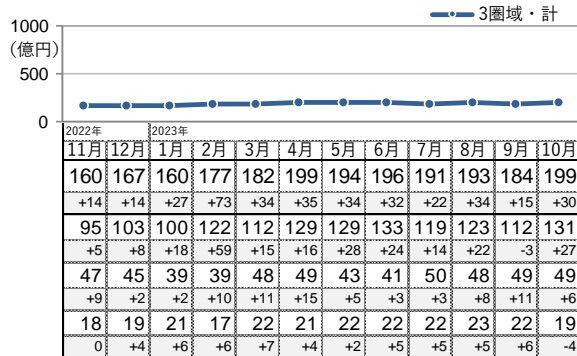 3圏域・計
1000
(億円)
500
0
2022年 2023年
11月 12月 1月 2月 3月 4月 5月 6月 7月 8月 9月 10月
160 167 160 177 182 199 194 196 191 193 184 199
+14 +14 +27 +73 +34 +35 +34 +32 +22 +34 +15 +30
95 103 100 122 112 129 129 133 119 123 112 131
+5 +8 +18 +59 +15 +16 +28 +24 +14 +22 -3 +27
47 45 39 39 48 49 43 41 50 48 49 49
+9 +2 +2 +10 +11 +15 +5 +3 +3 +8 +11 +6
18 19 21 17 22 21 22 22 22 23 22 19
0 +4 +6 +6 +7 +4 +2 +5 +5 +5 +6 -4